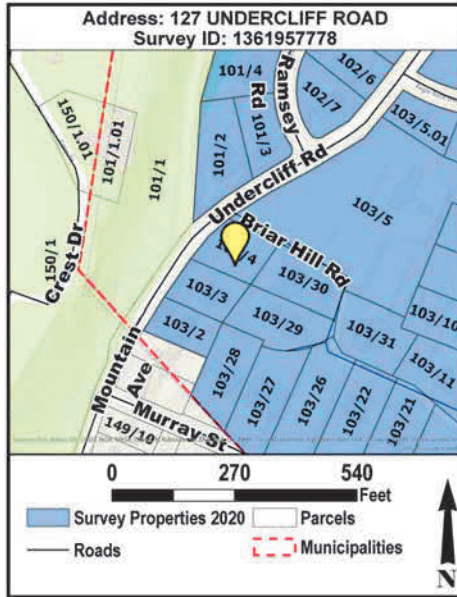 Address: 127 UNDERCLIFF ROAD
Survey ID: 1361957778
101/4
Ramsey
Rd
102/6
102/7
103/5.01
150/1.01
101/1.01
101/1
101/2
101/3
Undercliff Rd
103/5
Briar Hill Rd
150/1
Crest Dr
103/30
103/3
103/29
103/10
103/2
103/31
103/28
103/11
Mountain
Ave
103/27
103/26
103/22
103/21
Murray St
149/10
0 270 540
Feet
Survey Properties 2020
Parcels
Roads
Municipalities
N